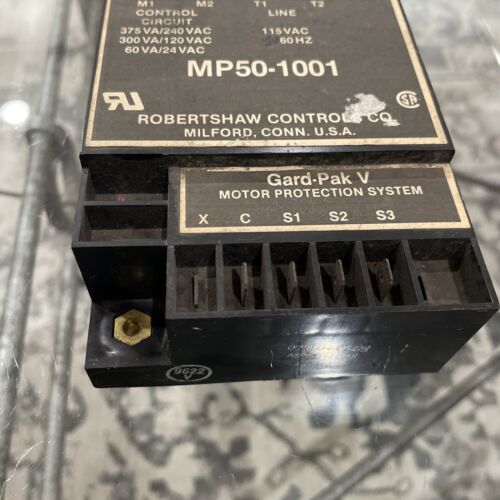 M1 M2 T1 T2
CONTROL LINE
CIRCUIT
375 VA/240 VAC 115 VAC
300 VA/120 VAC 60 HZ
60 VA/24 VAC
MP50-1001
ROBERTSHAW CONTROLS CO.
MILFORD, CONN. U.S.A.
Gard-Pak V
MOTOR PROTECTION SYSTEM
X C S1 S2 S3
9622